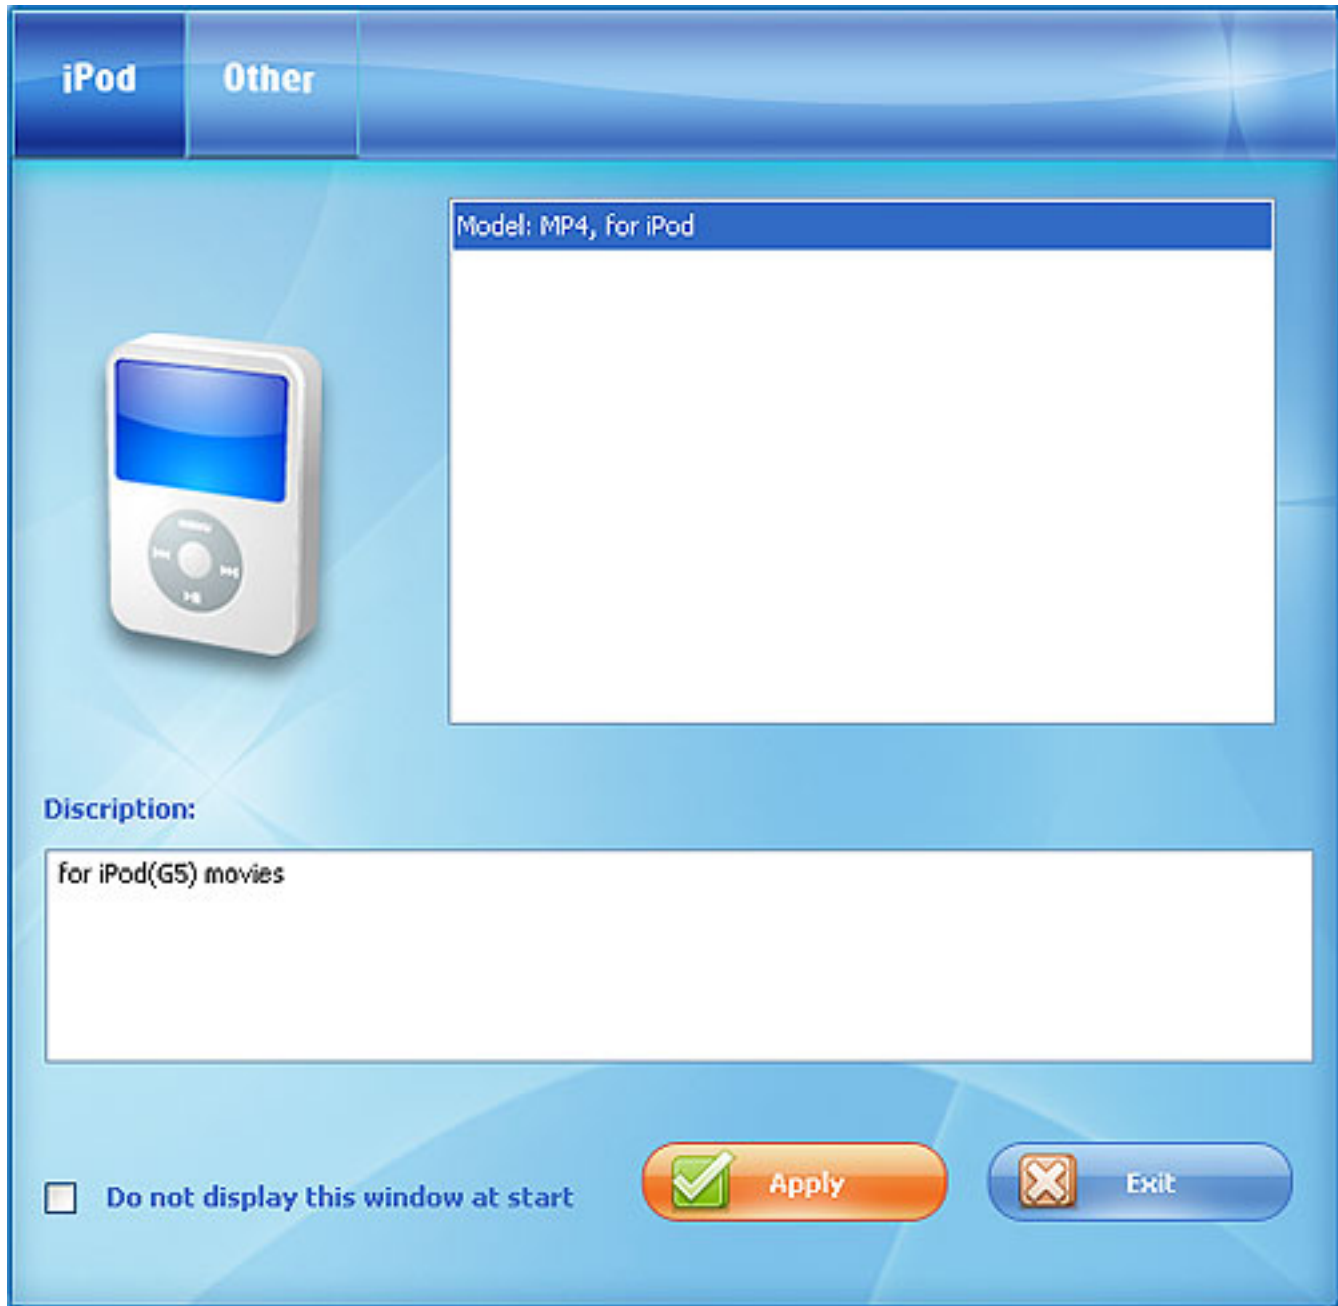 iPod
Other
Model: MP4, for iPod
Discription:
for iPod(G5) movies
Do not display this window at start
Apply
Exit